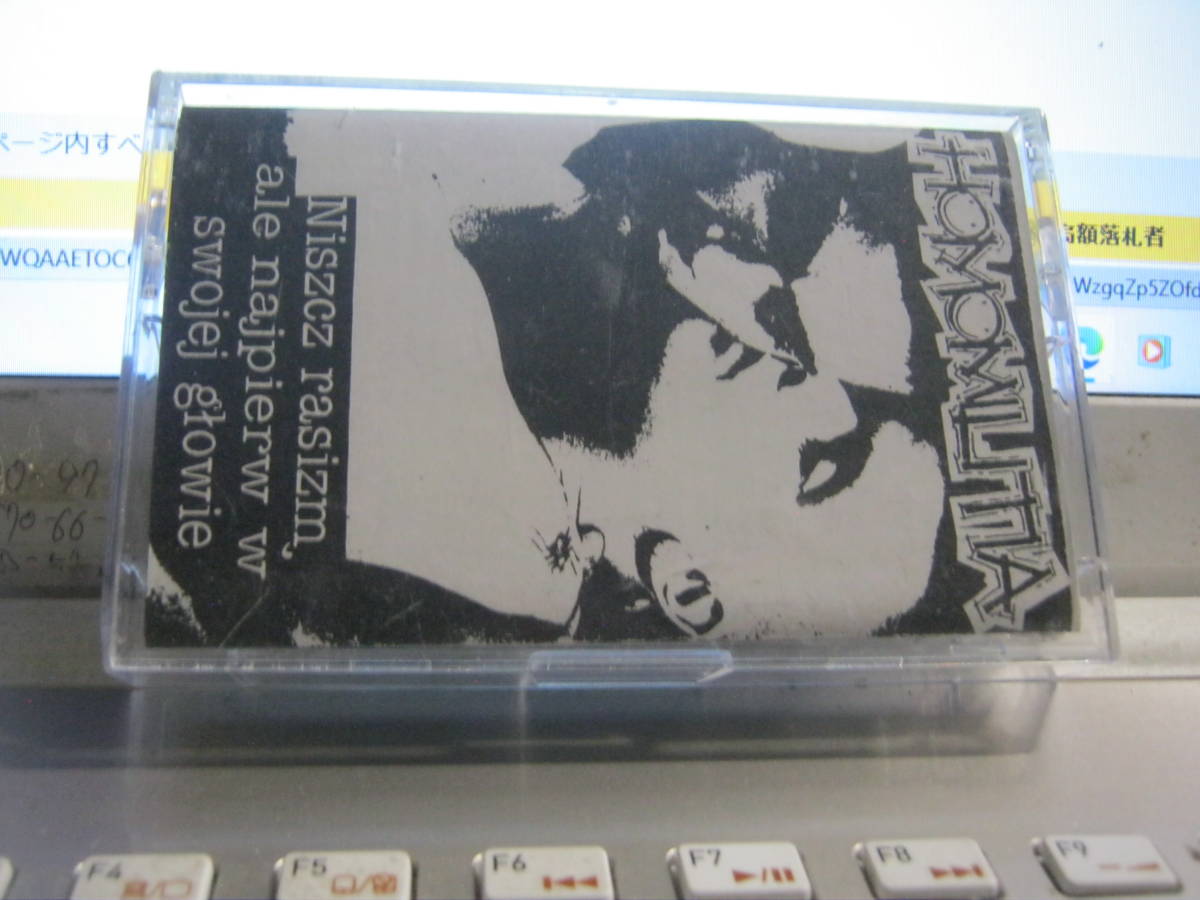 ページ内すべ
WQAAETOC
高額落札者
WzgqZp5ZOfd
HOMOMILITIA
Niszcz rasizm,
ale najpierw w
swojej głowie
F4
F5
F6
F7
F8
F9